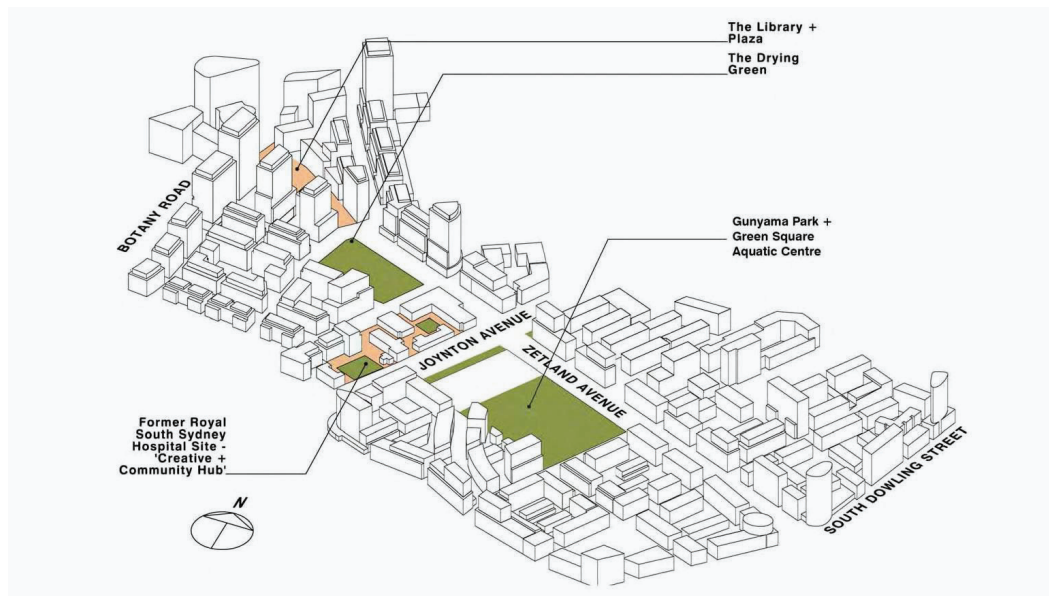 The Library +
Plaza
The Drying
Green
BOTANY ROAD
Gunyama Park +
Green Square
Aquatic Centre
JOYNTON AVENUE
ZETLAND AVENUE
Former Royal
South Sydney
Hospital Site -
'Creative +
Community Hub'
SOUTH DOWLING STREET
N